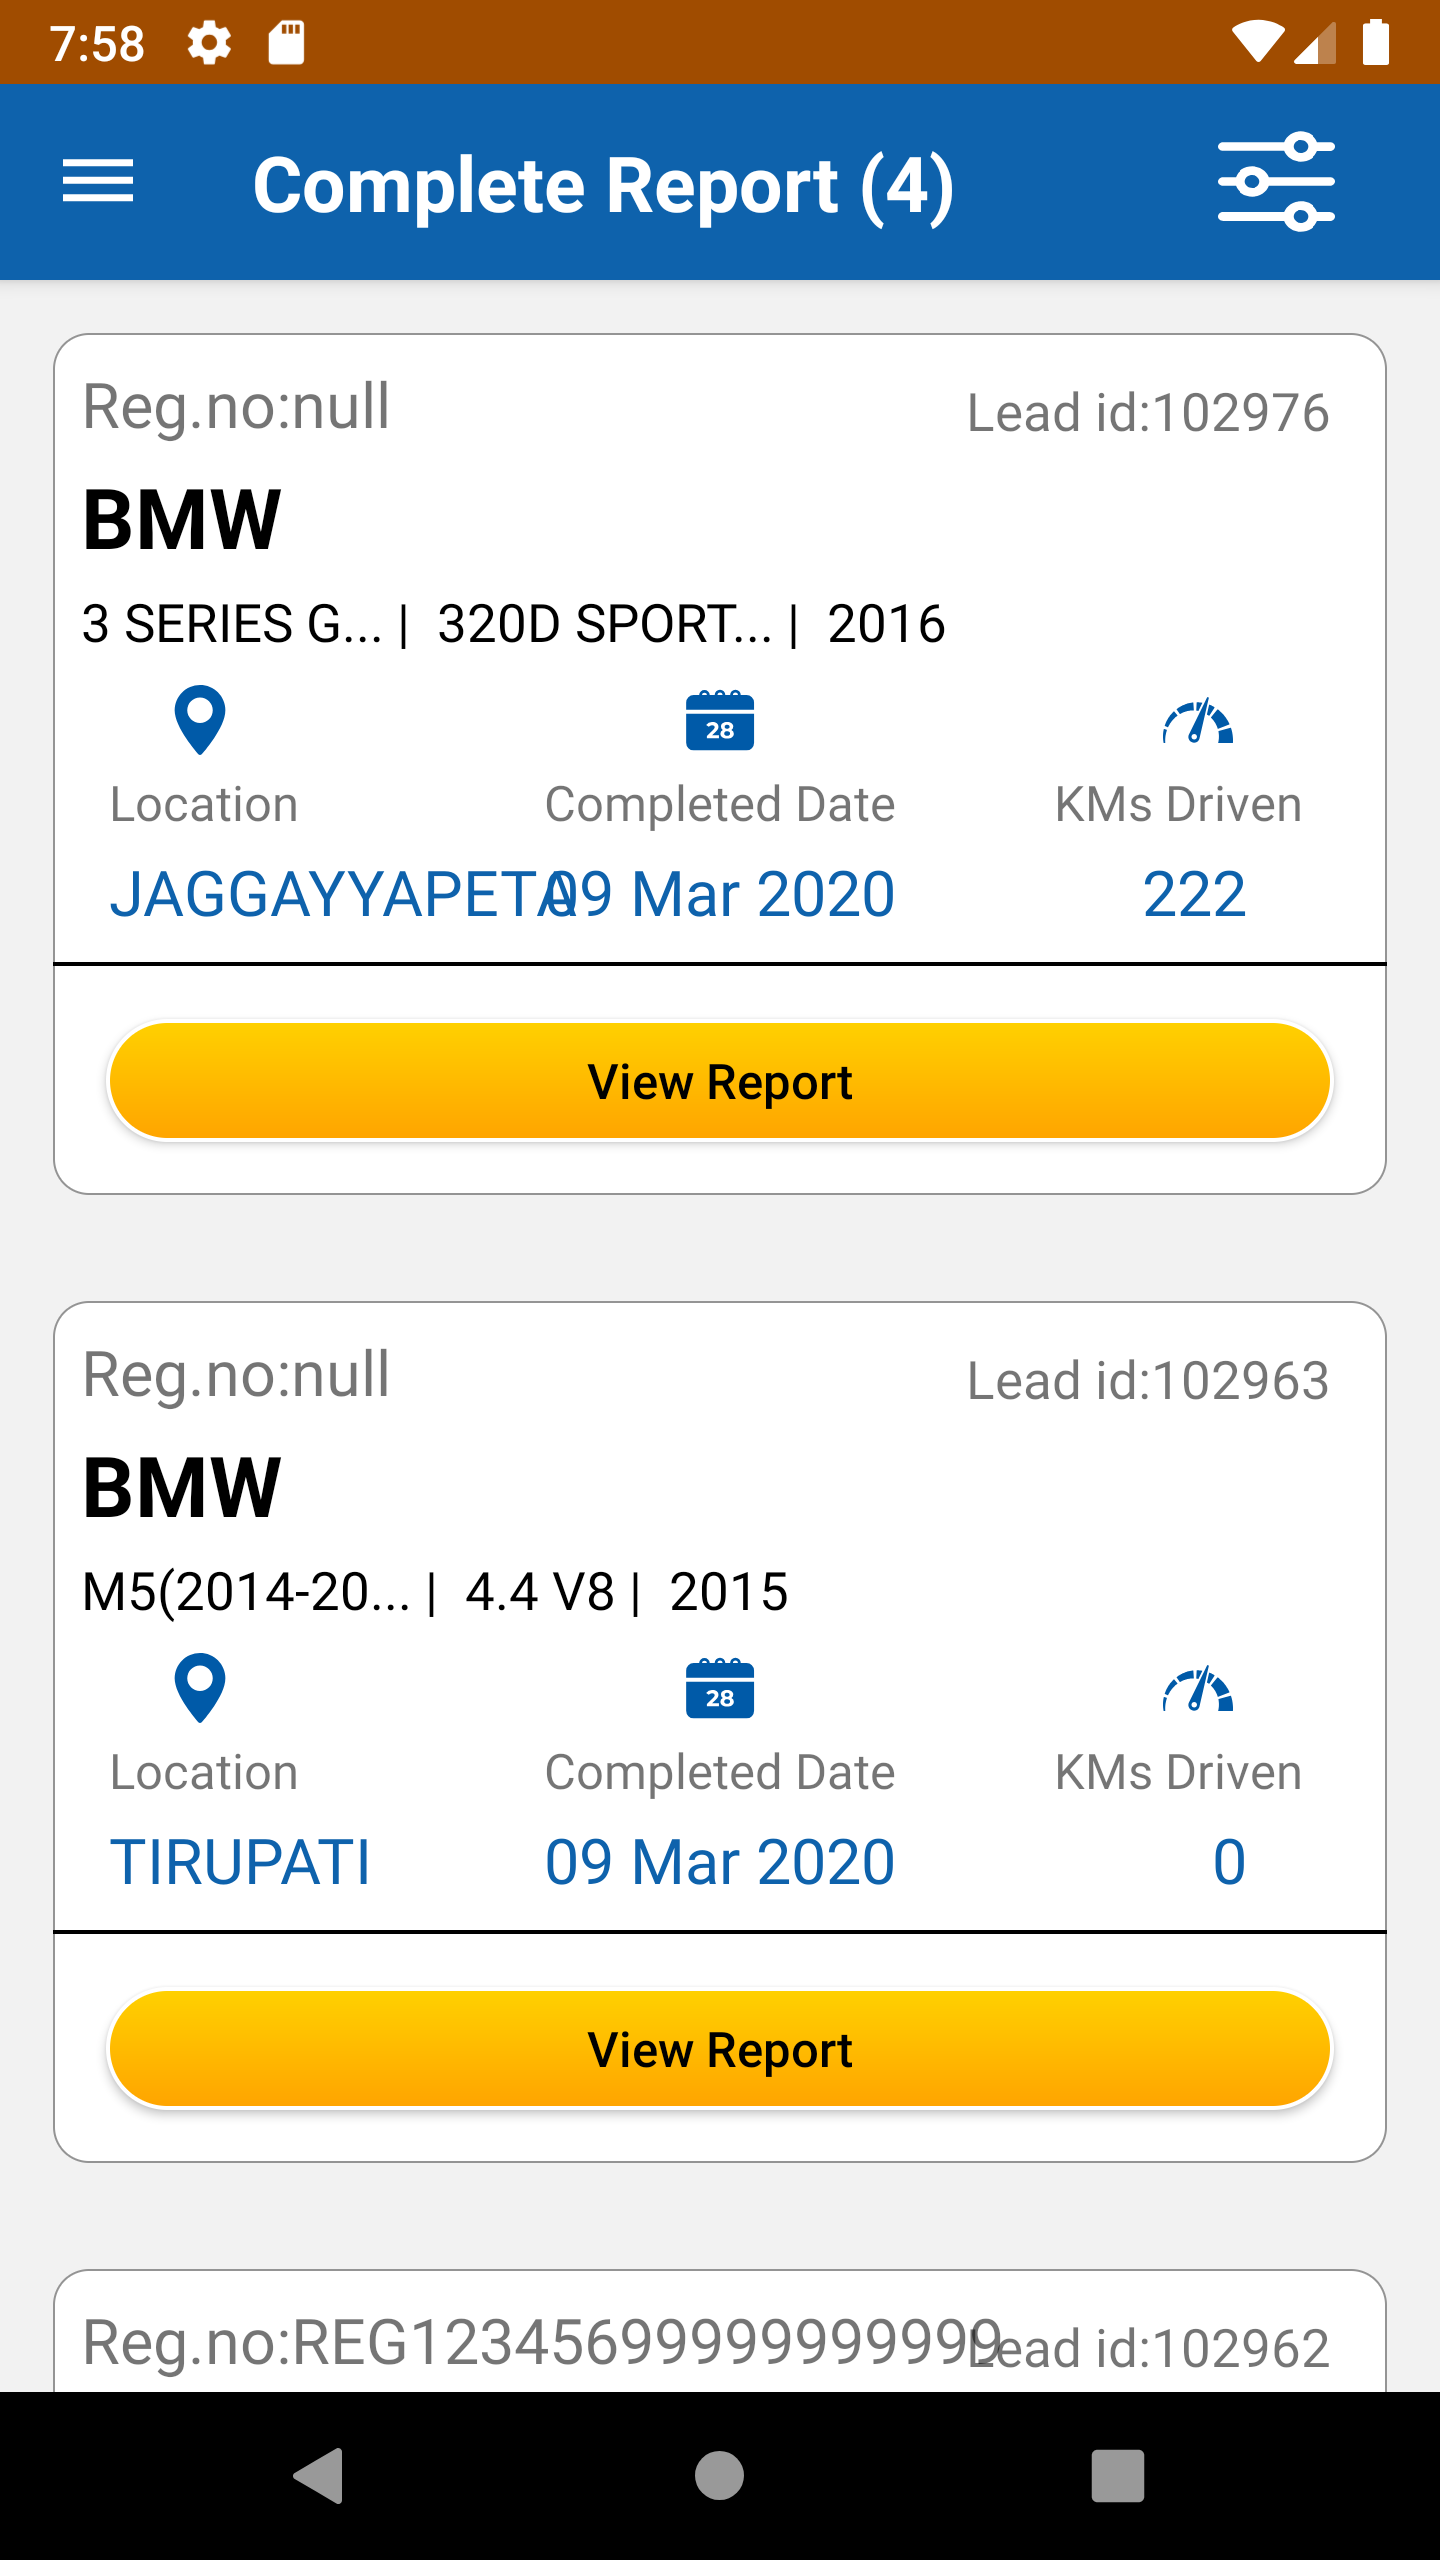 7:58
Complete Report (4)
Reg.no:null
Lead id:102976
BMW
3 SERIES G... | 320D SPORT... | 2016
28
Location
Completed Date
KMs Driven
JAGGAYYAPETA
09 Mar 2020
222
View Report
Reg.no:null
Lead id:102963
BMW
M5(2014-20... | 4.4 V8 | 2015
28
Location
Completed Date
KMs Driven
TIRUPATI
09 Mar 2020
0
View Report
Reg.no:REG12345699999999999
Lead id:102962